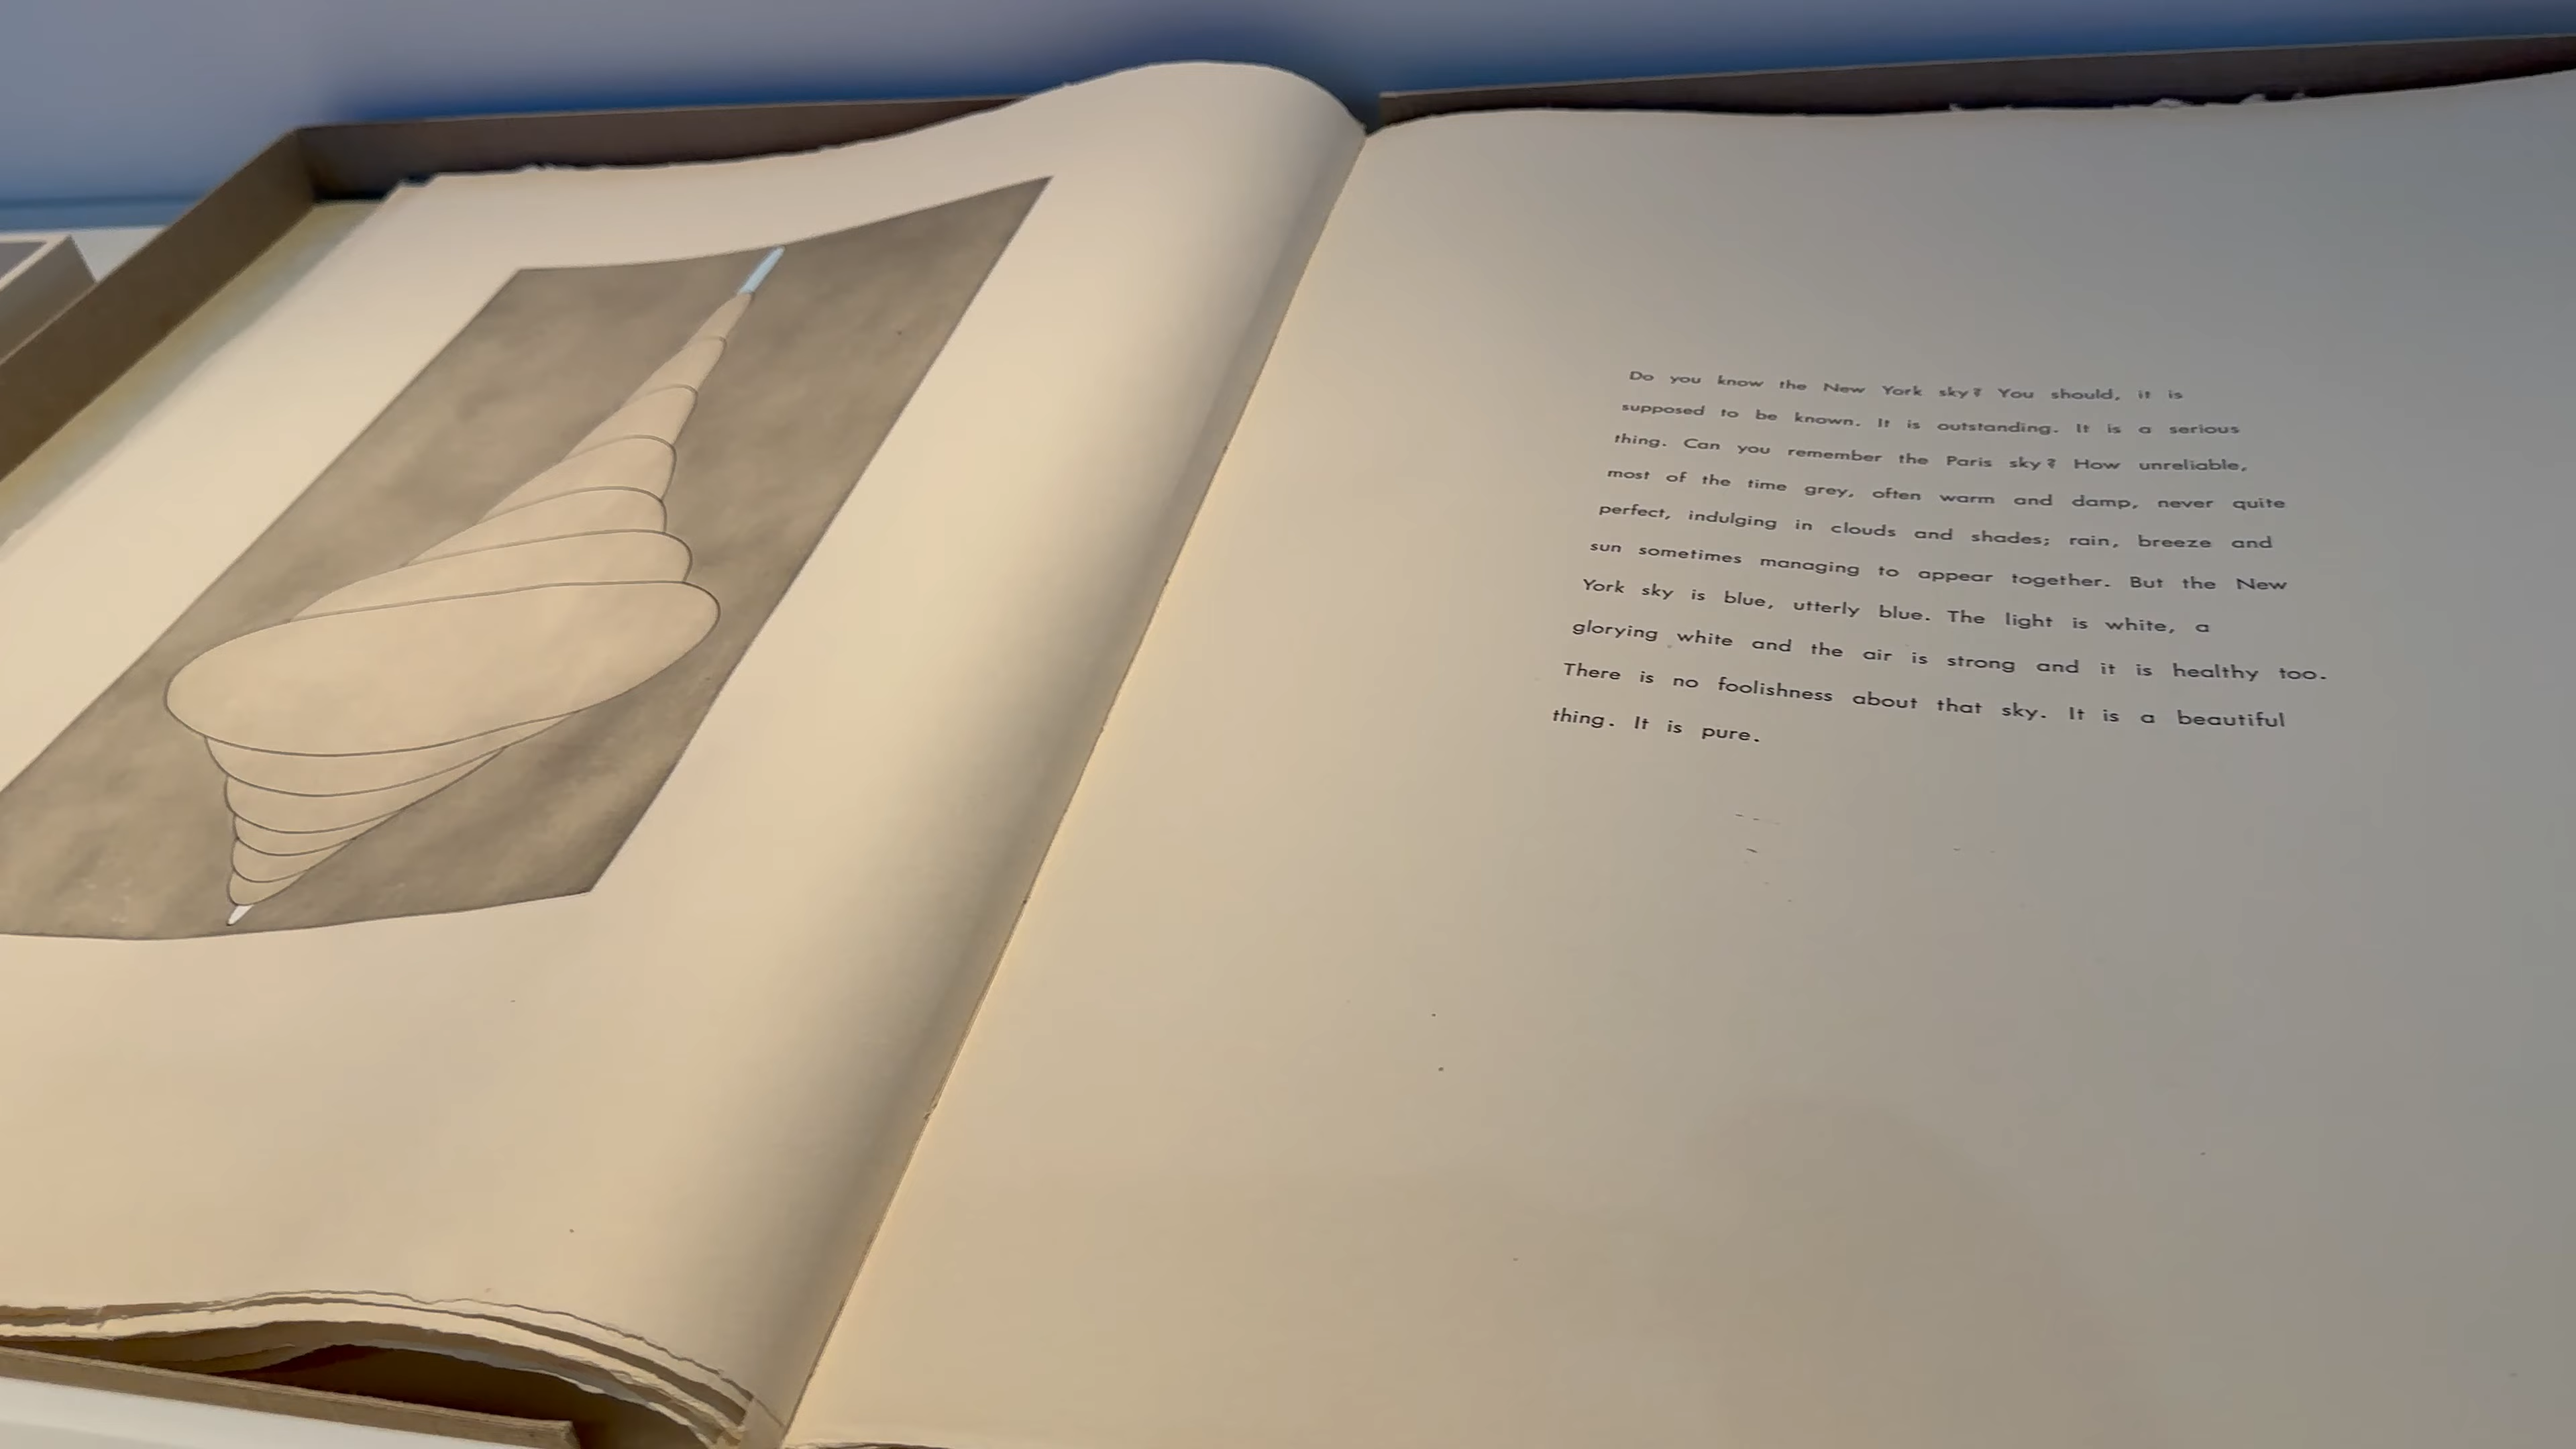 Do you know the New York sky? You should, it is
supposed to be known. It is outstanding. It is a serious
thing. Can you remember the Paris sky? How unreliable,
most of the time grey, often warm and damp, never quite
perfect, indulging in clouds and shades; rain, breeze and
sun sometimes managing to appear together. But the New
York sky is blue, utterly blue. The light is white, a
glorying white and the air is strong and it is healthy too.
There is no foolishness about that sky. It is a beautiful
thing. It is pure.